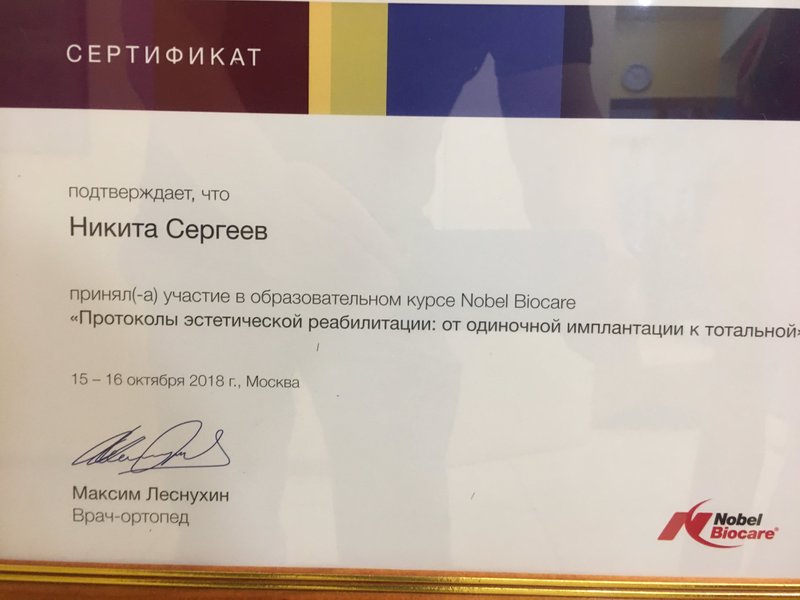 СЕРТИФИКАТ
подтверждает, что
Никита Сергеев
принял(-а) участие в образовательном курсе Nobel Biocare
«Протоколы эстетической реабилитации: от одиночной имплантации к тотальной»
15 – 16 октября 2018 г., Москва
Максим Леснухин
Врач-ортопед
Nobel
Biocare®